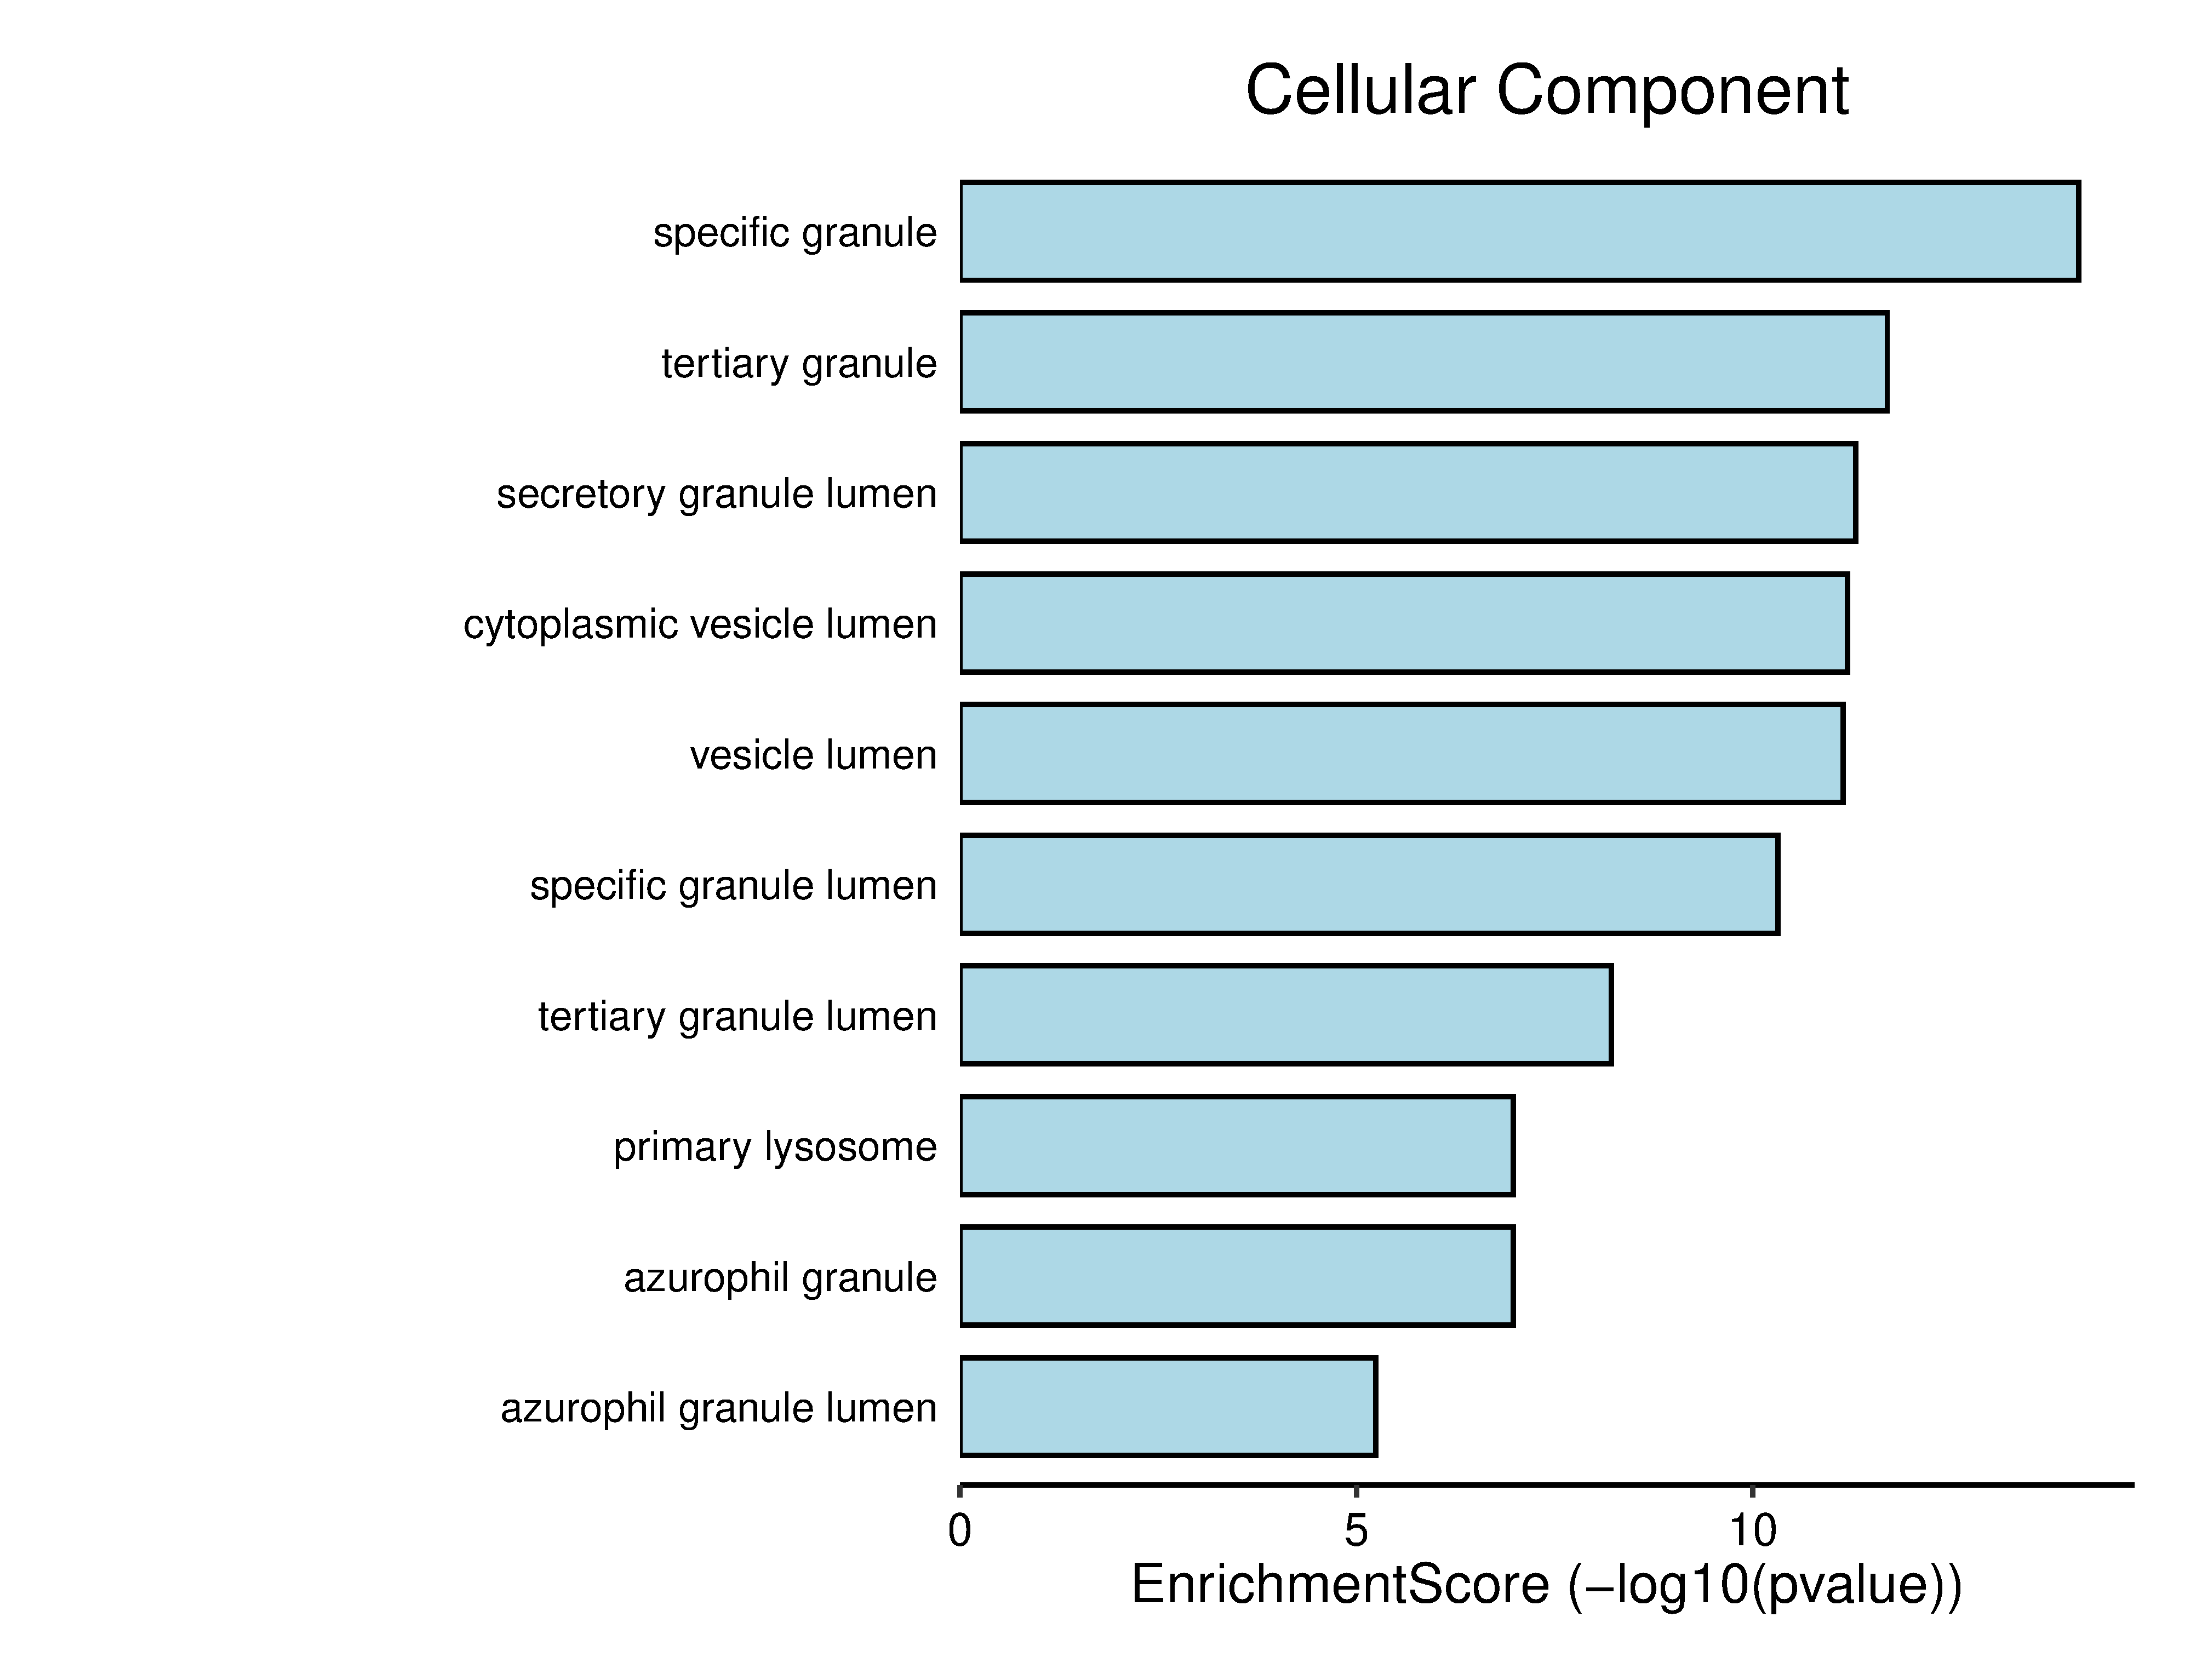 Cellular Component
specific granule
tertiary granule
secretory granule lumen
cytoplasmic vesicle lumen
vesicle lumen
specific granule lumen
tertiary granule lumen
primary lysosome
azurophil granule
azurophil granule lumen
0 5 10
EnrichmentScore (−log10(pvalue))